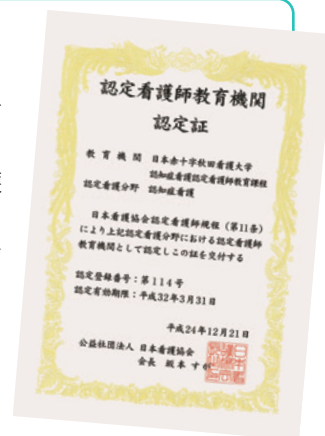 認定看護師教育機関
認定証
教育機関 日本赤十字秋田看護大学
認知症看護認定看護師教育課程
認定看護分野 認知症看護
日本看護協会認定看護師規程(第11条)
により上記認定看護分野における認定看護師
教育機関として認定しこの証を交付する
認定登録番号:第114号
認定有効期限:平成32年3月31日
平成24年12月21日
公益社団法人 日本看護協会
会長 坂本 す